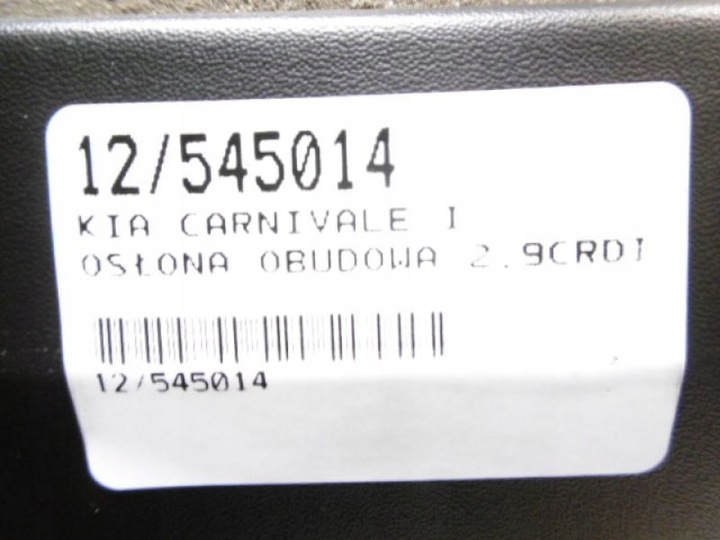 12/545014
KIA CARNIVALE I
OSŁONA OBUDOWA 2.9CRDI
12/545014